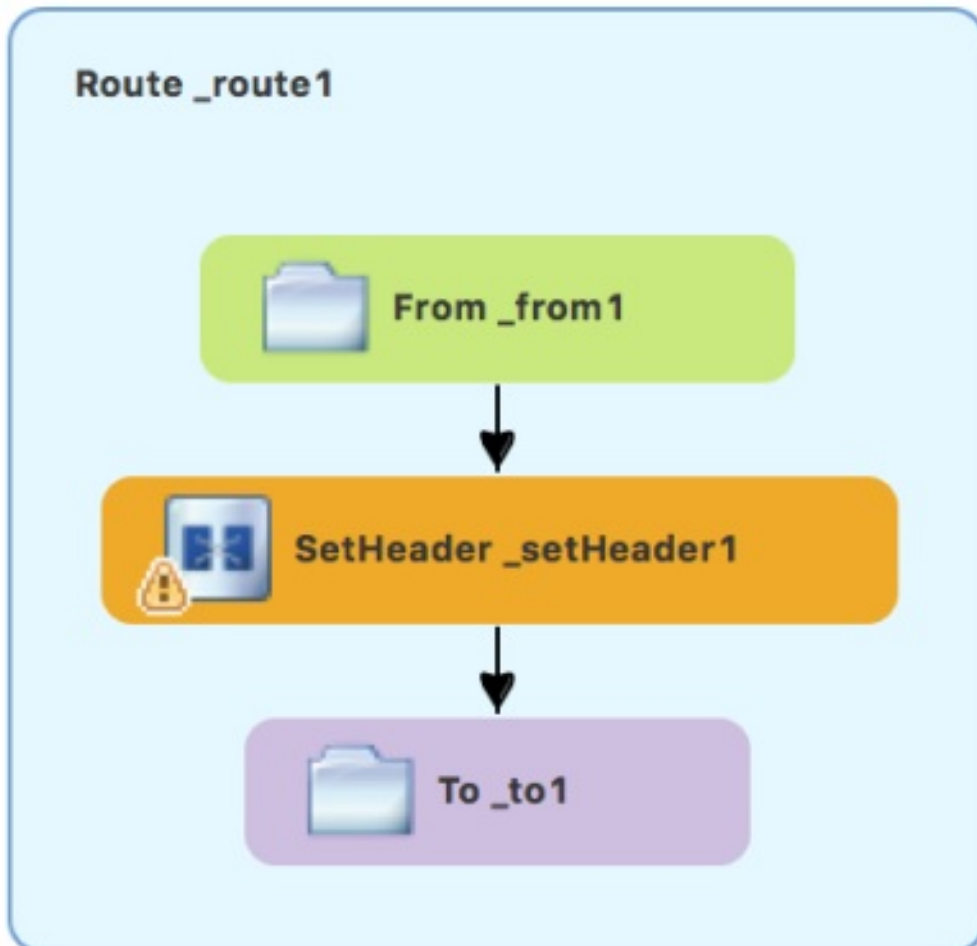 Route _route1
From _from1
SetHeader _setHeader1
To _to1